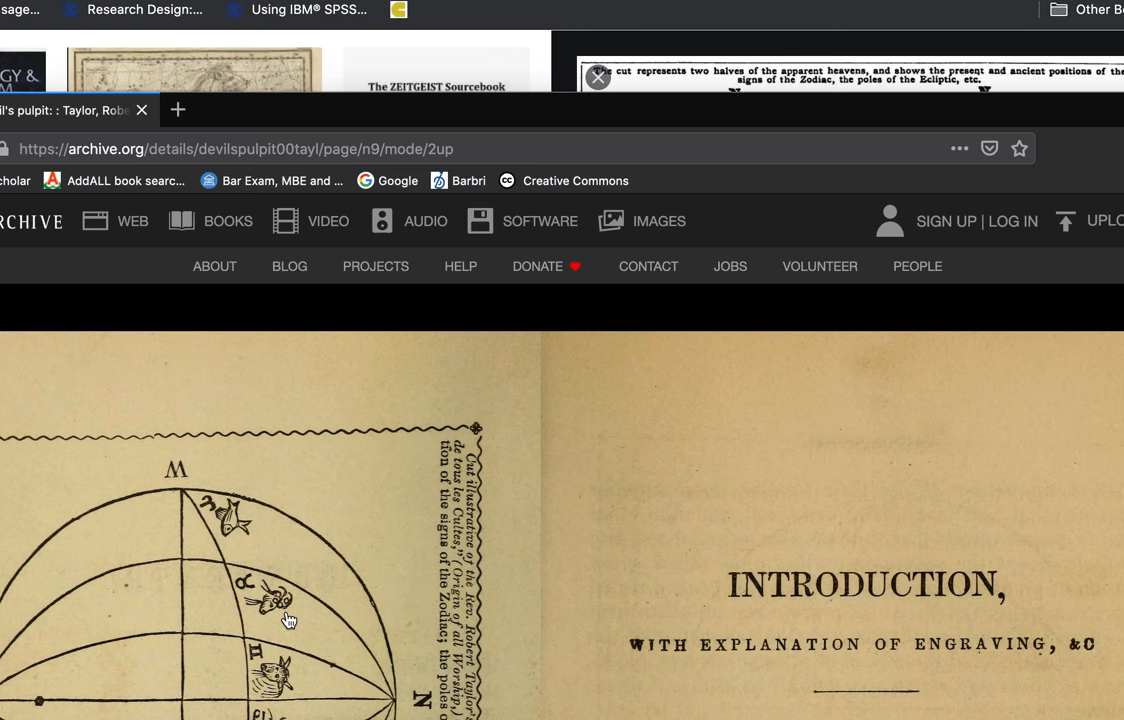 sage...
Research Design:...
Using IBM® SPSS...
Other B
GY &
M
The ZEITGEIST Sourcebook
The cut represents two halves of the apparent heavens, and shows the present and ancient positions of the
signs of the Zodiac, the poles of the Ecliptic, etc.
il's pulpit: : Taylor, Robe
https://archive.org/details/devilspulpit00tayl/page/n9/mode/2up
cholar
AddALL book searc...
Bar Exam, MBE and ...
Google
Barbri
Creative Commons
RCHIVE
WEB
BOOKS
VIDEO
AUDIO
SOFTWARE
IMAGES
SIGN UP | LOG IN
UPLO
ABOUT
BLOG
PROJECTS
HELP
DONATE
CONTACT
JOBS
VOLUNTEER
PEOPLE
Cut illustrative of the Rev. Robert Taylor's
de tous les Cultes," (Origin of all Worship,)
tion of the signs of the Zodiac; the poles o
W
♈
♉
♊
N
INTRODUCTION,
WITH EXPLANATION OF ENGRAVING, &C